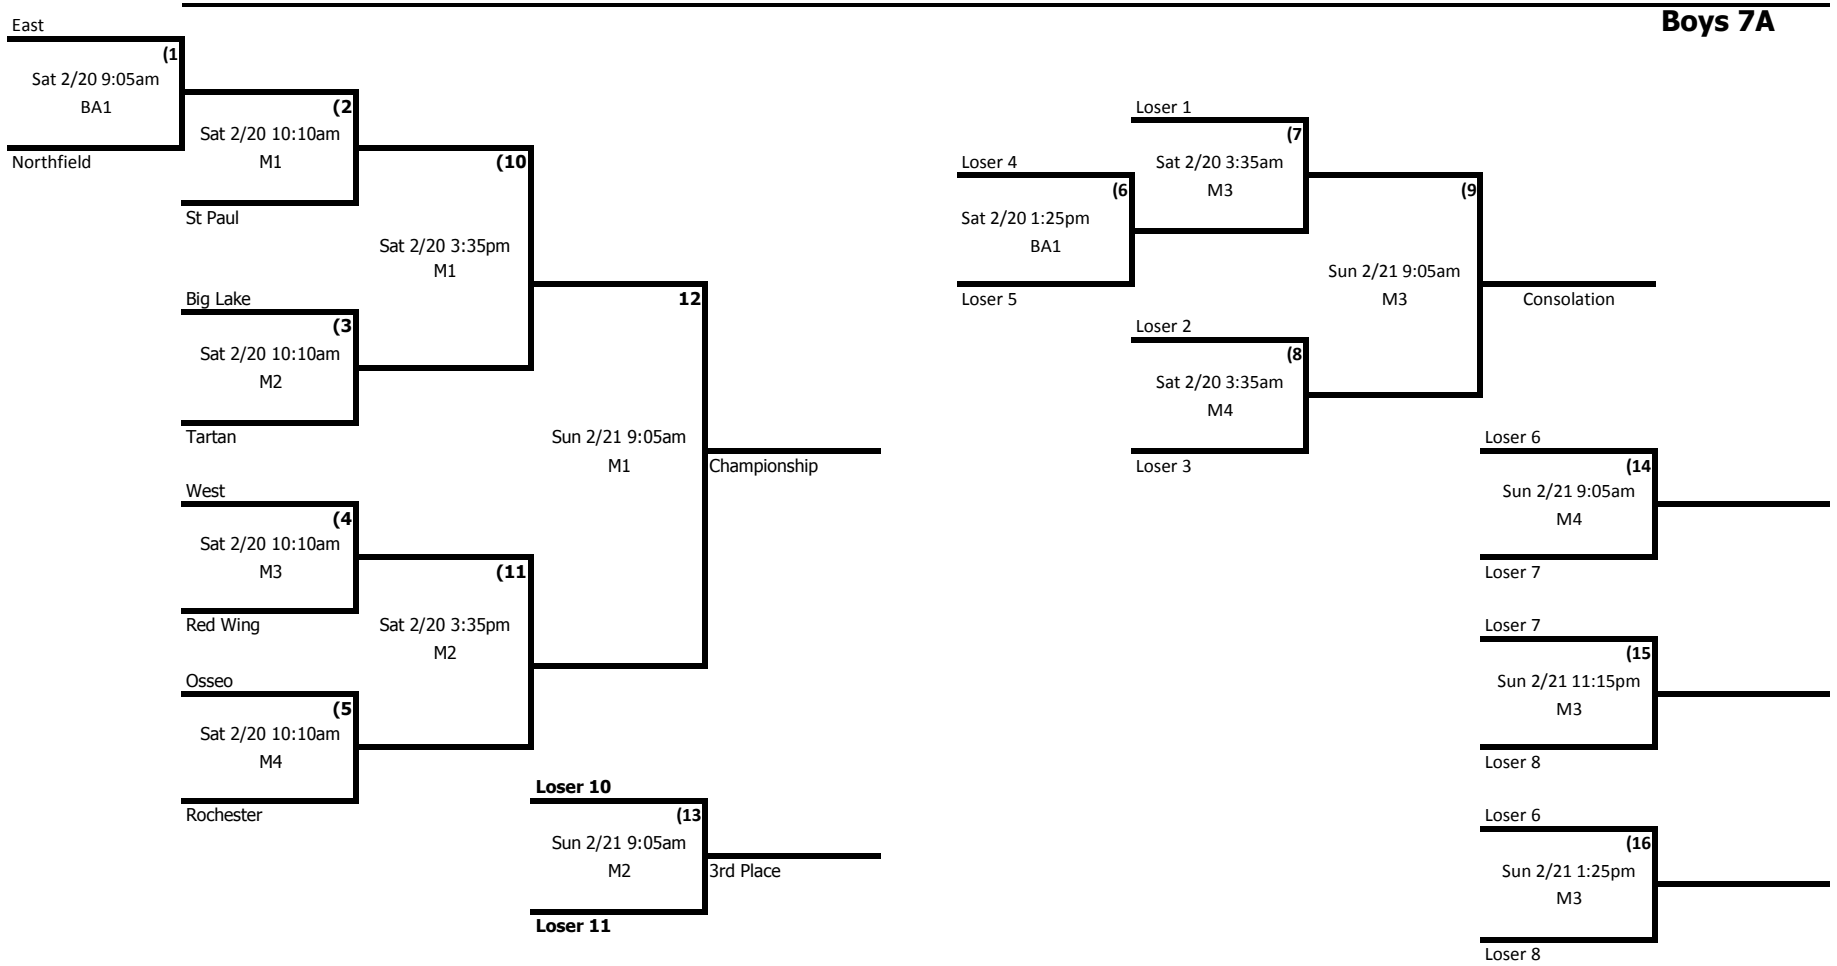 Boys 7A
East
(1
Sat 2/20 9:05am
BA1
Northfield
(2
Sat 2/20 10:10am
M1
St Paul
(10
Sat 2/20 3:35pm
M1
Big Lake
(3
Sat 2/20 10:10am
M2
Tartan
12
Sun 2/21 9:05am
M1
Championship
West
(4
Sat 2/20 10:10am
M3
Red Wing
(11
Sat 2/20 3:35pm
M2
Osseo
(5
Sat 2/20 10:10am
M4
Rochester
Loser 10
(13
Sun 2/21 9:05am
M2
3rd Place
Loser 11
Loser 1
(7
Sat 2/20 3:35am
M3
Loser 4
(6
Sat 2/20 1:25pm
BA1
Loser 5
(9
Sun 2/21 9:05am
M3
Consolation
Loser 2
(8
Sat 2/20 3:35am
M4
Loser 3
Loser 6
(14
Sun 2/21 9:05am
M4
Loser 7
Loser 7
(15
Sun 2/21 11:15pm
M3
Loser 8
Loser 6
(16
Sun 2/21 1:25pm
M3
Loser 8